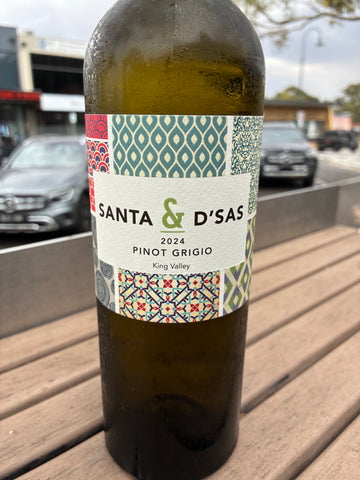 SANTA & D'SAS
2024
PINOT GRIGIO
King Valley